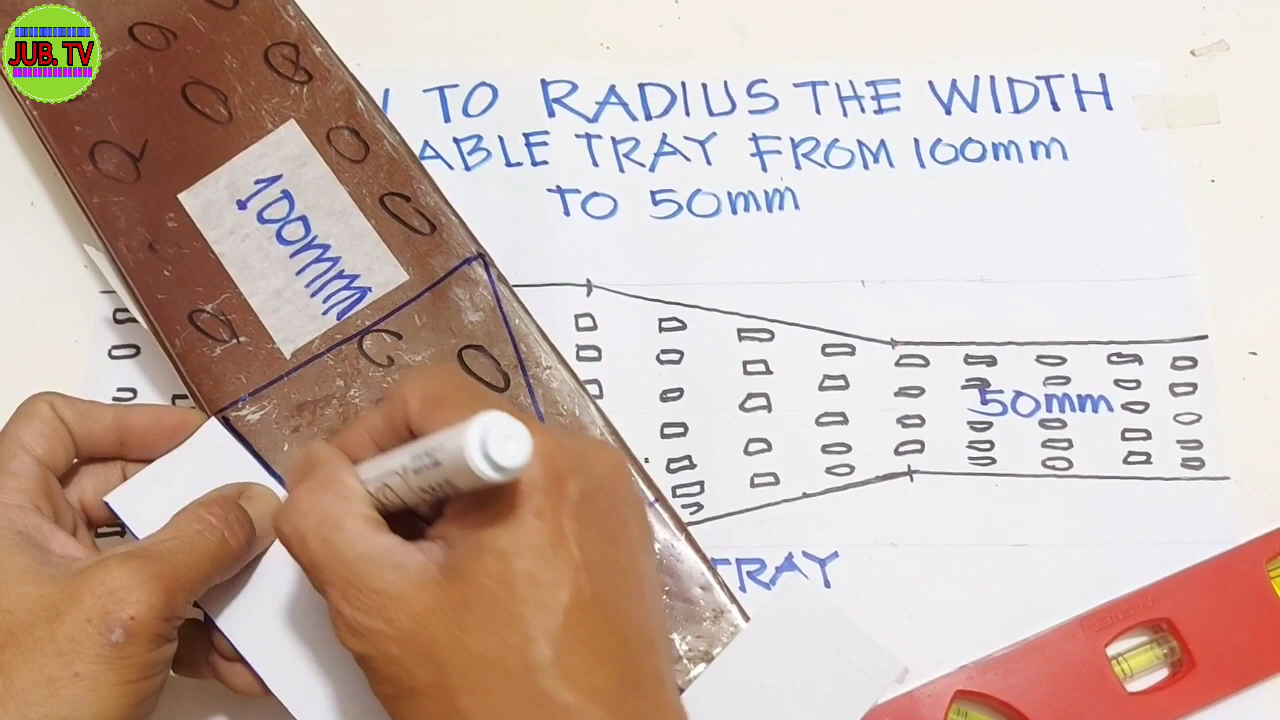 JUB. TV
TO RADIUS THE WIDTH
ABLE TRAY FROM 100mm
TO 50mm
100mm
50mm
TRAY